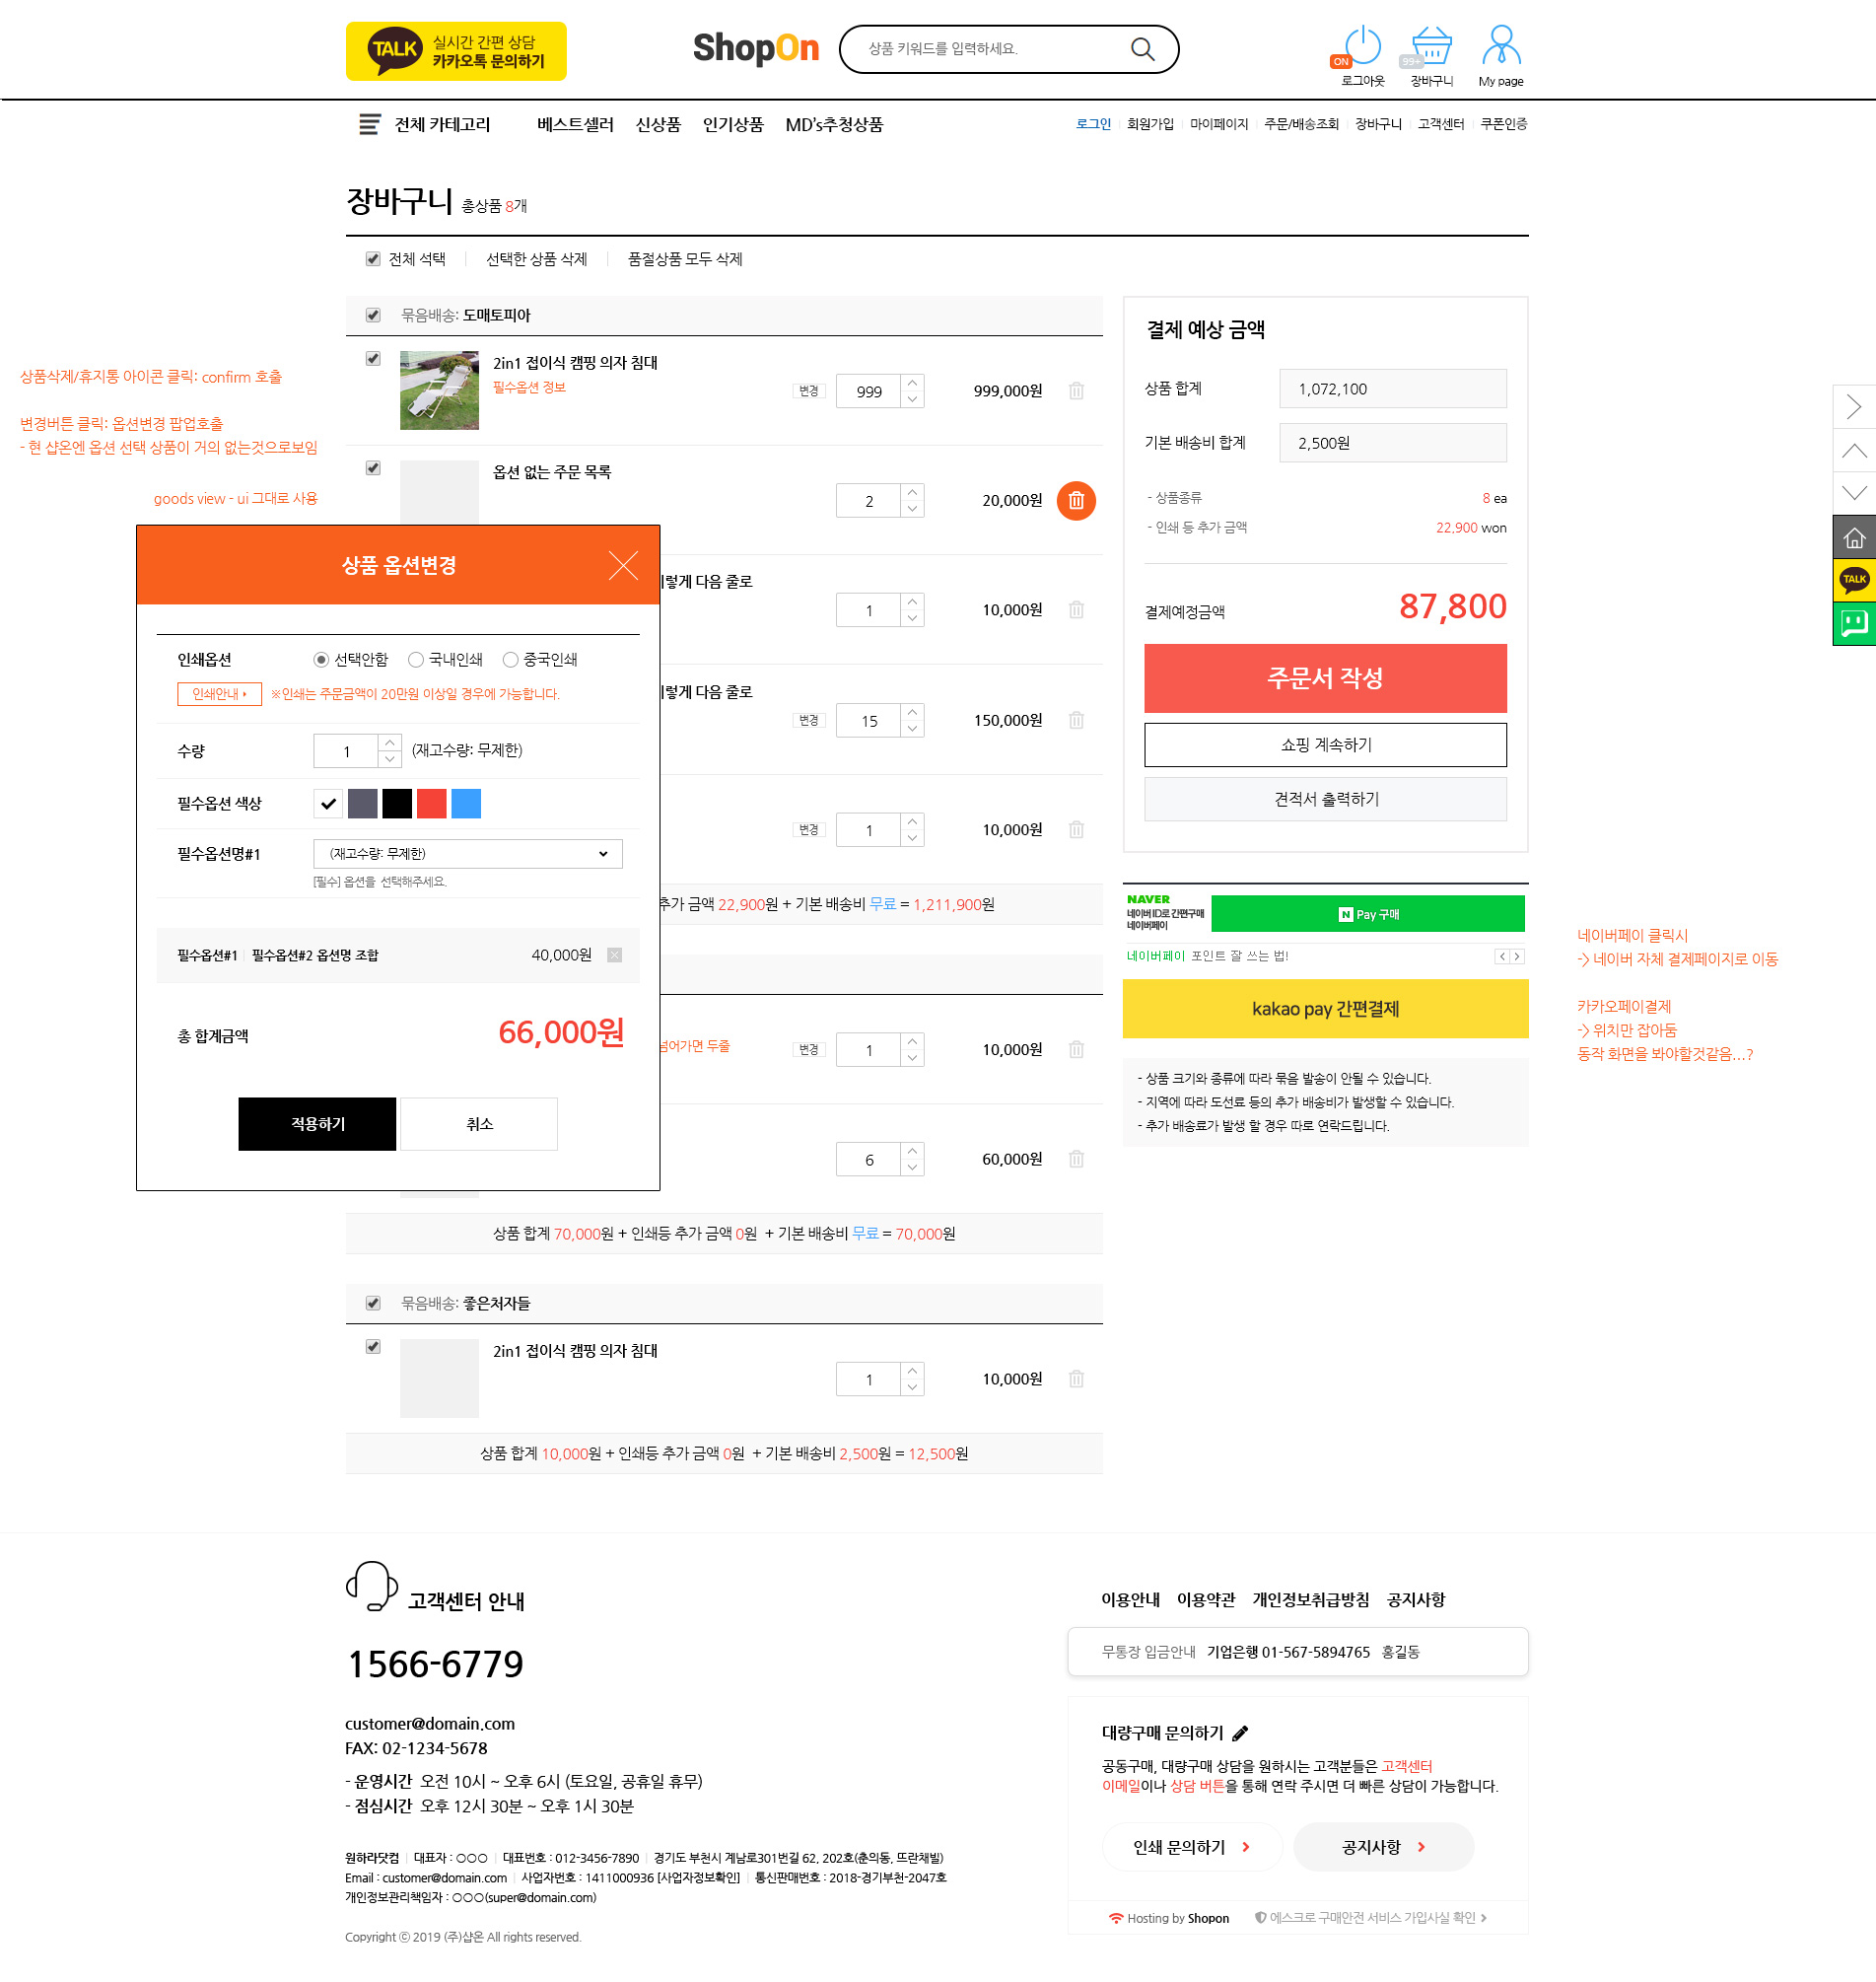 TALK 실시간 간편 상담
카카오톡 문의하기
ShopOn
상품 키워드를 입력하세요.
ON
로그아웃
99+
장바구니
My page
전체 카테고리
베스트셀러 신상품 인기상품 MD's추청상품
로그인 회원가입 마이페이지 주문/배송조회 장바구니 고객센터 쿠폰인증
장바구니 총상품 8개
전체 석택 선택한 상품 삭제 품절상품 모두 삭제
묶음배송: 도매토피아
2in1 접이식 캠핑 의자 침대
필수옵션 정보
변경 999 999,000원
옵션 없는 주문 목록
2 20,000원
이렇게 다음 줄로
1 10,000원
이렇게 다음 줄로
변경 15 150,000원
변경 1 10,000원
추가 금액 22,900원 + 기본 배송비 무료 = 1,211,900원
넘어가면 두줄
변경 1 10,000원
6 60,000원
상품 합계 70,000원 + 인쇄등 추가 금액 0원 + 기본 배송비 무료 = 70,000원
묶음배송: 좋은처자들
2in1 접이식 캠핑 의자 침대
1 10,000원
상품 합계 10,000원 + 인쇄등 추가 금액 0원 + 기본 배송비 2,500원 = 12,500원
상품삭제/휴지통 아이콘 클릭: confirm 호출
변경버튼 클릭: 옵션변경 팝업호출
- 현 샵온엔 옵션 선택 상품이 거의 없는것으로보임
goods view - ui 그대로 사용
상품 옵션변경
인쇄옵션 선택안함 국내인쇄 중국인쇄
인쇄안내 ※인쇄는 주문금액이 20만원 이상일 경우에 가능합니다.
수량 1 (재고수량: 무제한)
필수옵션 색상
필수옵션명#1 (재고수량: 무제한)
[필수] 옵션을 선택해주세요.
필수옵션#1 필수옵션#2 옵션명 조합 40,000원
총 합계금액 66,000원
적용하기 취소
결제 예상 금액
상품 합계 1,072,100
기본 배송비 합계 2,500원
- 상품종류 8 ea
- 인쇄 등 추가 금액 22,900 won
결제예정금액 87,800
주문서 작성
쇼핑 계속하기
견적서 출력하기
NAVER
네이버 ID로 간편구매
네이버페이
N Pay 구매
네이버페이 포인트 잘 쓰는 법!
kakao pay 간편결제
- 상품 크기와 종류에 따라 묶음 발송이 안될 수 있습니다.
- 지역에 따라 도선료 등의 추가 배송비가 발생할 수 있습니다.
- 추가 배송료가 발생 할 경우 따로 연락드립니다.
TALK
네이버페이 클릭시
-> 네이버 자체 결제페이지로 이동
카카오페이결제
-> 위치만 잡아둠
동작 화면을 봐야할것같음...?
고객센터 안내
1566-6779
customer@domain.com
FAX: 02-1234-5678
- 운영시간 오전 10시 ~ 오후 6시 (토요일, 공휴일 휴무)
- 점심시간 오후 12시 30분 ~ 오후 1시 30분
원하라닷컴 대표자 : ○○○ 대표번호 : 012-3456-7890 경기도 부천시 계남로301번길 62, 202호(춘의동, 뜨란채빌)
Email : customer@domain.com 사업자번호 : 1411000936 [사업자정보확인] 통신판매번호 : 2018-경기부천-2047호
개인정보관리책임자 : ○○○(super@domain.com)
Copyright ⓒ 2019 (주)샵온 All rights reserved.
이용안내 이용약관 개인정보취급방침 공지사항
무통장 입금안내 기업은행 01-567-5894765 홍길동
대량구매 문의하기
공동구매, 대량구매 상담을 원하시는 고객분들은 고객센터
이메일이나 상담 버튼을 통해 연락 주시면 더 빠른 상담이 가능합니다.
인쇄 문의하기 공지사항
Hosting by Shopon 에스크로 구매안전 서비스 가입사실 확인